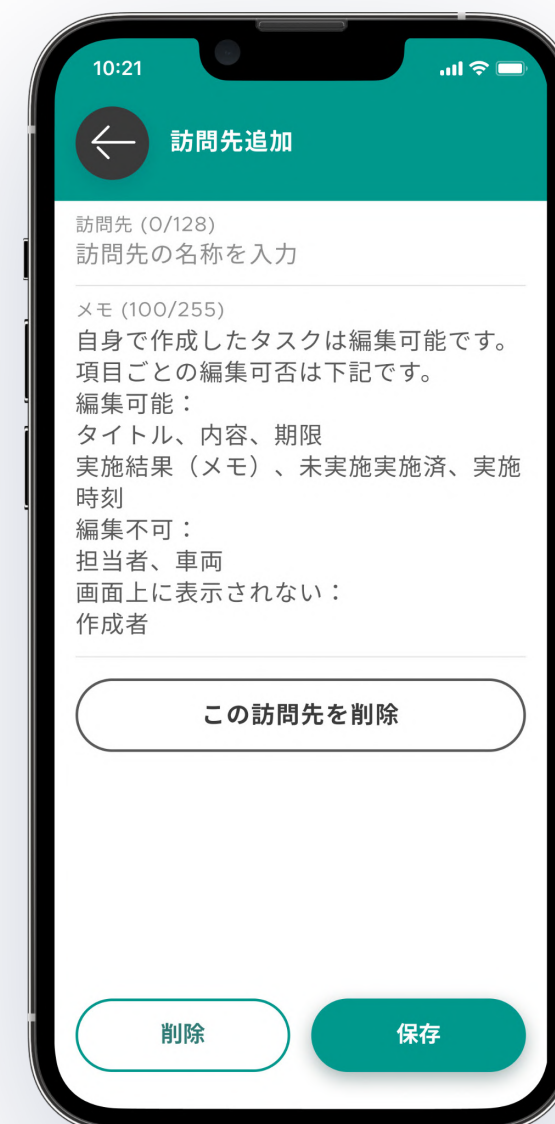 10:21
訪問先追加
訪問先 (0/128)
訪問先の名称を入力
メモ (100/255)
自身で作成したタスクは編集可能です。
項目ごとの編集可否は下記です。
編集可能：
タイトル、内容、期限
実施結果（メモ）、未実施実施済、実施
時刻
編集不可：
担当者、車両
画面上に表示されない：
作成者
この訪問先を削除
削除
保存